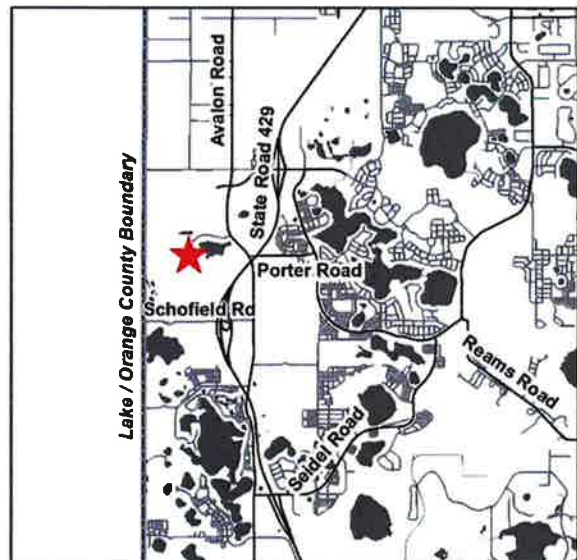 Avalon Road
State Road 429
Lake / Orange County Boundary
Porter Road
Schofield Rd
Reams Road
Seidel Road